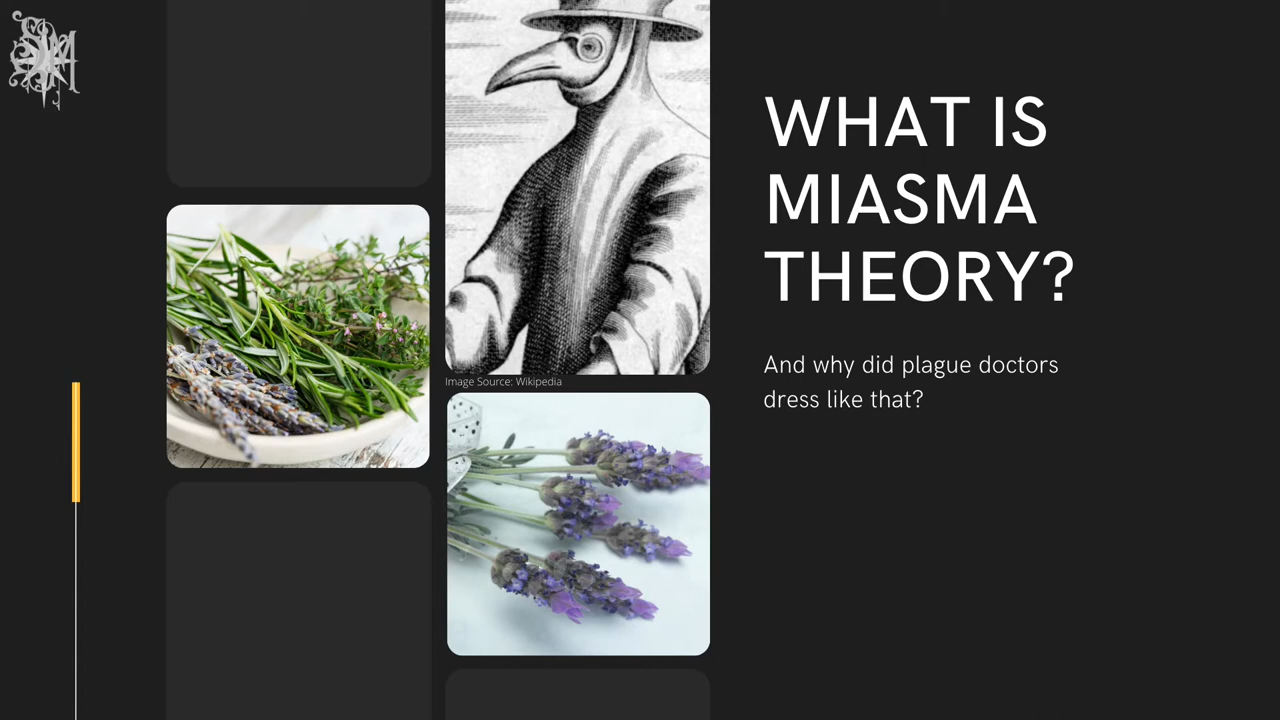 WHAT IS
MIASMA
THEORY?
And why did plague doctors
dress like that?
Image Source: Wikipedia